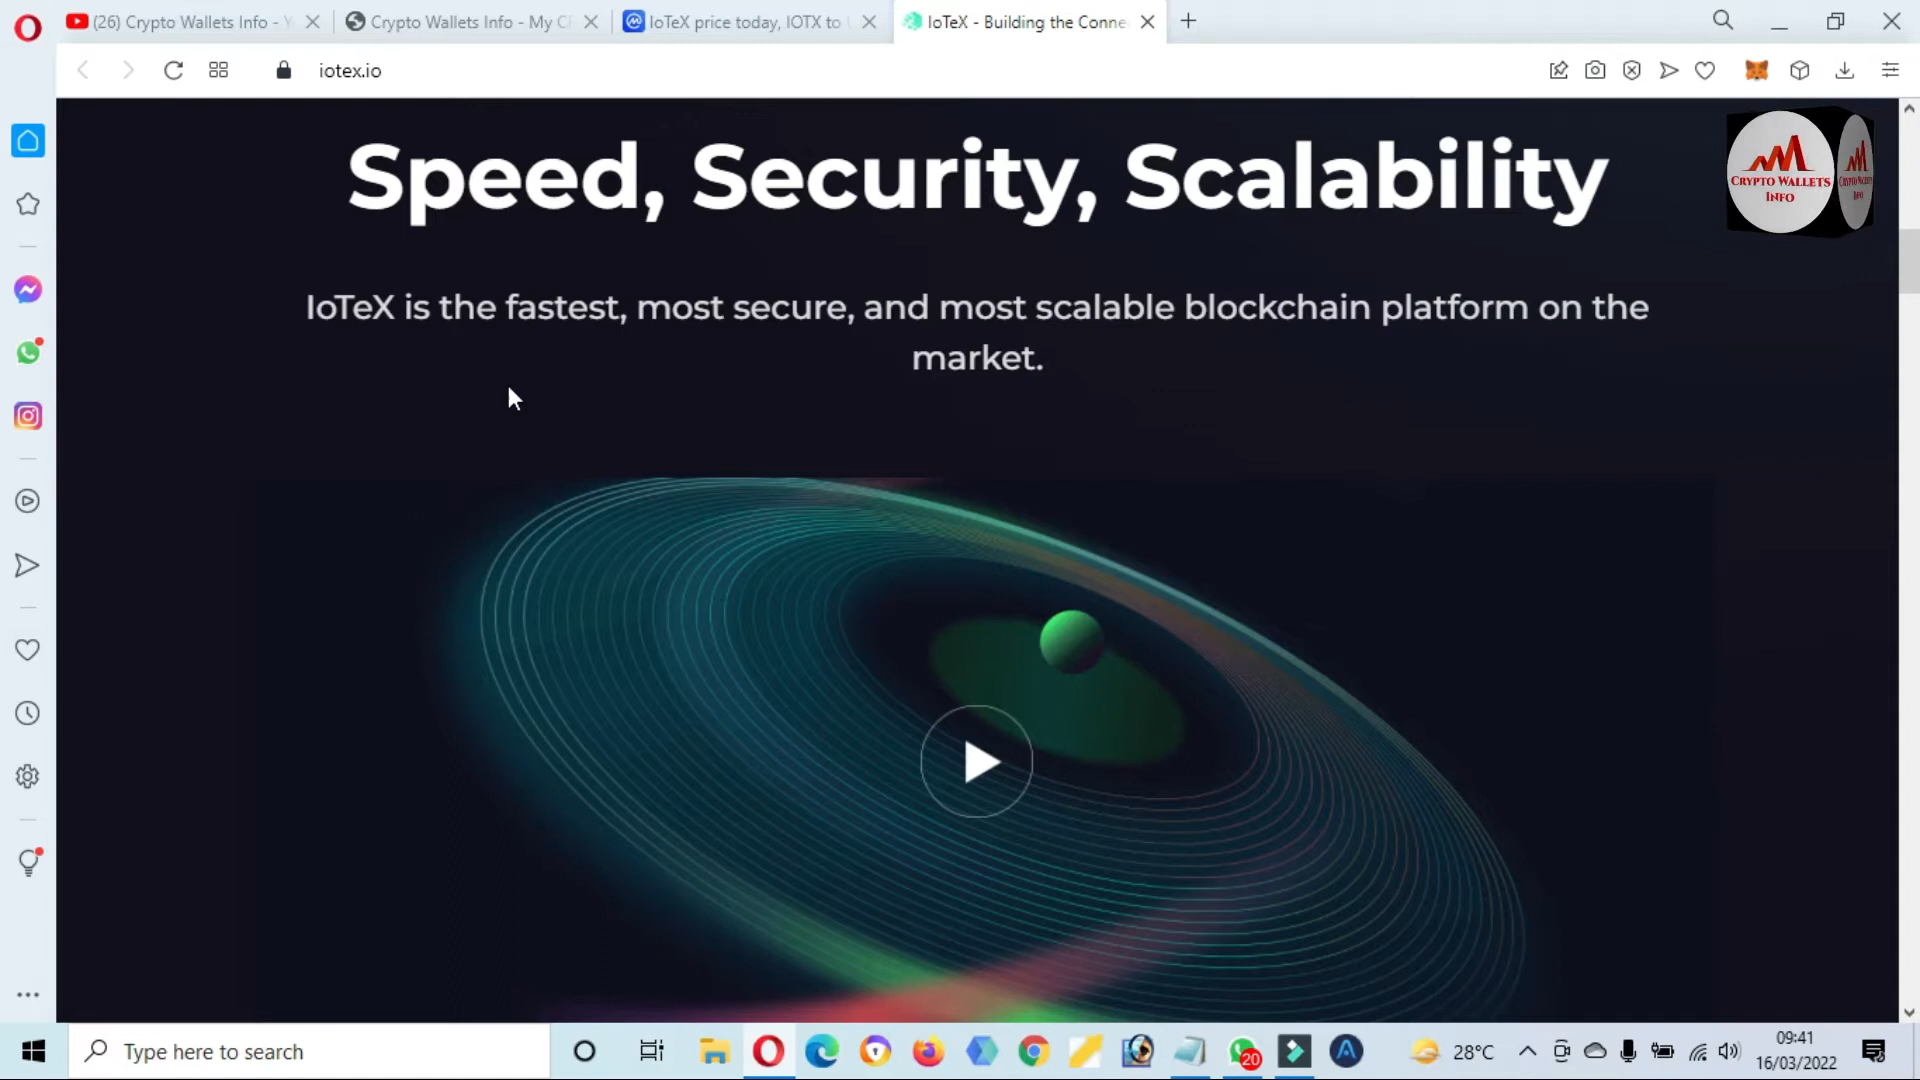 (26) Crypto Wallets Info - Y
Crypto Wallets Info - My C
IoTeX price today, IOTX to U
IoTeX - Building the Conne
iotex.io
Speed, Security, Scalability
IoTeX is the fastest, most secure, and most scalable blockchain platform on the
market.
CRYPTO WALLETS
INFO
Type here to search
20
28°C
09:41
16/03/2022